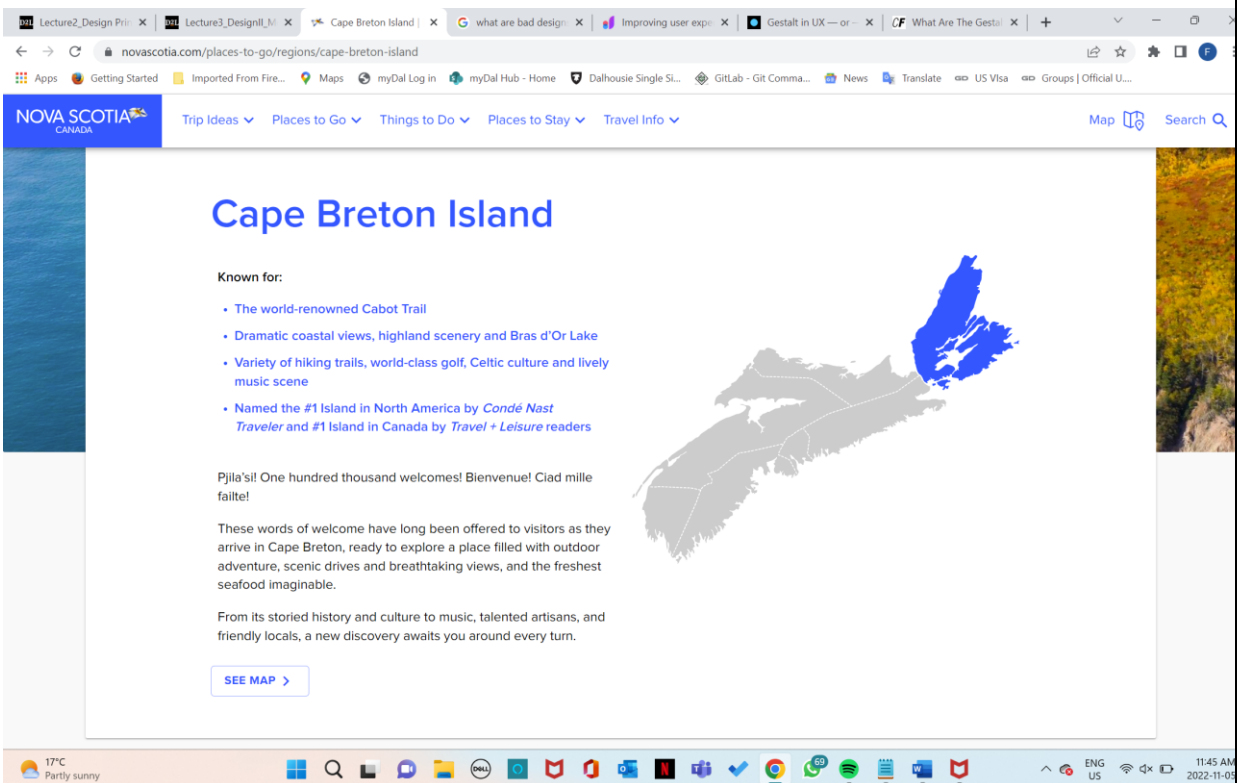 Lecture2_Design Prin
Lecture3_DesignII_M
Cape Breton Island |
what are bad design
Improving user expe
Gestalt in UX — or –
What Are The Gestal
novascotia.com/places-to-go/regions/cape-breton-island
F
Apps Getting Started Imported From Fire... Maps myDal Log in myDal Hub - Home Dalhousie Single Si... GitLab - Git Comma... News Translate US VIsa Groups | Official U....
NOVA SCOTIA
CANADA
Trip Ideas Places to Go Things to Do Places to Stay Travel Info Map Search
Cape Breton Island
Known for:
• The world-renowned Cabot Trail
• Dramatic coastal views, highland scenery and Bras d’Or Lake
• Variety of hiking trails, world-class golf, Celtic culture and lively
music scene
• Named the #1 Island in North America by Condé Nast
Traveler and #1 Island in Canada by Travel + Leisure readers
Pjila’si! One hundred thousand welcomes! Bienvenue! Ciad mille
failte!
These words of welcome have long been offered to visitors as they
arrive in Cape Breton, ready to explore a place filled with outdoor
adventure, scenic drives and breathtaking views, and the freshest
seafood imaginable.
From its storied history and culture to music, talented artisans, and
friendly locals, a new discovery awaits you around every turn.
SEE MAP
17°C
Partly sunny
DELL
69
ENG
US
11:45 AM
2022-11-05